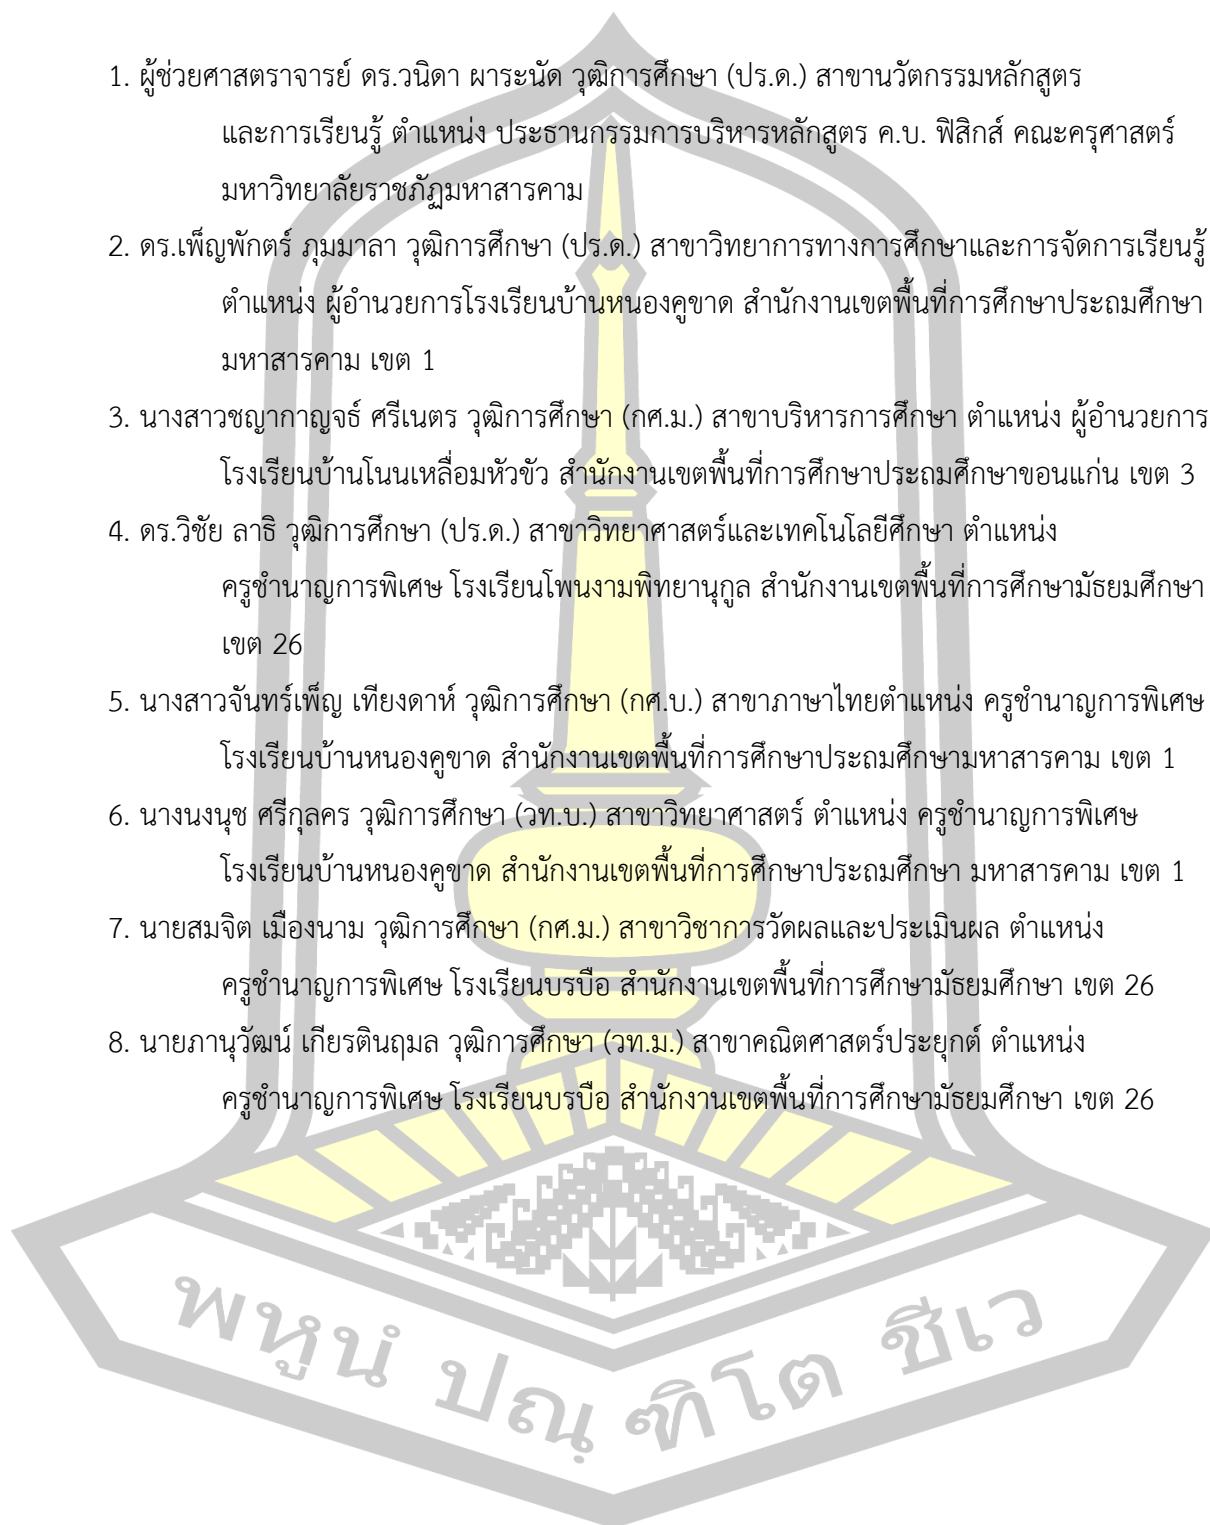 1. ผู้ช่วยศาสตราจารย์ ดร.วนิดา ผาระนัด วุฒิการศึกษา (ปร.ด.) สาขานวัตกรรมหลักสูตร
และการเรียนรู้ ตำแหน่ง ประธานกรรมการบริหารหลักสูตร ค.บ. ฟิสิกส์ คณะครุศาสตร์
มหาวิทยาลัยราชภัฏมหาสารคาม
2. ดร.เพ็ญพักตร์ ภุมมาลา วุฒิการศึกษา (ปร.ด.) สาขาวิทยาการทางการศึกษาและการจัดการเรียนรู้
ตำแหน่ง ผู้อำนวยการโรงเรียนบ้านหนองคูขาด สำนักงานเขตพื้นที่การศึกษาประถมศึกษา
มหาสารคาม เขต 1
3. นางสาวชญากาญจธ์ ศรีเนตร วุฒิการศึกษา (กศ.ม.) สาขาบริหารการศึกษา ตำแหน่ง ผู้อำนวยการ
โรงเรียนบ้านโนนเหลื่อมหัวขัว สำนักงานเขตพื้นที่การศึกษาประถมศึกษาขอนแก่น เขต 3
4. ดร.วิชัย ลาธิ วุฒิการศึกษา (ปร.ด.) สาขาวิทยาศาสตร์และเทคโนโลยีศึกษา ตำแหน่ง
ครูชำนาญการพิเศษ โรงเรียนโพนงามพิทยานุกูล สำนักงานเขตพื้นที่การศึกษามัธยมศึกษา
เขต 26
5. นางสาวจันทร์เพ็ญ เทียงดาห์ วุฒิการศึกษา (กศ.บ.) สาขาภาษาไทยตำแหน่ง ครูชำนาญการพิเศษ
โรงเรียนบ้านหนองคูขาด สำนักงานเขตพื้นที่การศึกษาประถมศึกษามหาสารคาม เขต 1
6. นางนงนุช ศรีกุลคร วุฒิการศึกษา (วท.บ.) สาขาวิทยาศาสตร์ ตำแหน่ง ครูชำนาญการพิเศษ
โรงเรียนบ้านหนองคูขาด สำนักงานเขตพื้นที่การศึกษาประถมศึกษา มหาสารคาม เขต 1
7. นายสมจิต เมืองนาม วุฒิการศึกษา (กศ.ม.) สาขาวิชาการวัดผลและประเมินผล ตำแหน่ง
ครูชำนาญการพิเศษ โรงเรียนบรบือ สำนักงานเขตพื้นที่การศึกษามัธยมศึกษา เขต 26
8. นายภานุวัฒน์ เกียรตินฤมล วุฒิการศึกษา (วท.ม.) สาขาคณิตศาสตร์ประยุกต์ ตำแหน่ง
ครูชำนาญการพิเศษ โรงเรียนบรบือ สำนักงานเขตพื้นที่การศึกษามัธยมศึกษา เขต 26
พหูนํ ปณฺฑิโต ชีเว